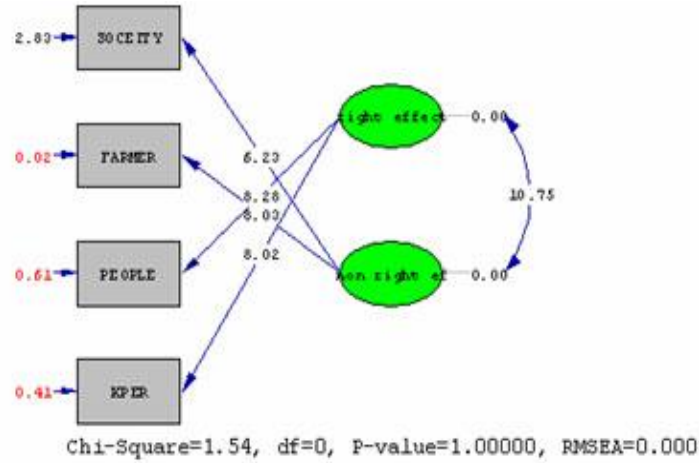 2.83
SOCEITY
0.02
FARMER
0.61
PEOPLE
0.41
KPER
6.23
8.28
8.03
8.02
right effect
0.00
non right ef
0.00
10.75
Chi-Square=1.54, df=0, P-value=1.00000, RMSEA=0.000